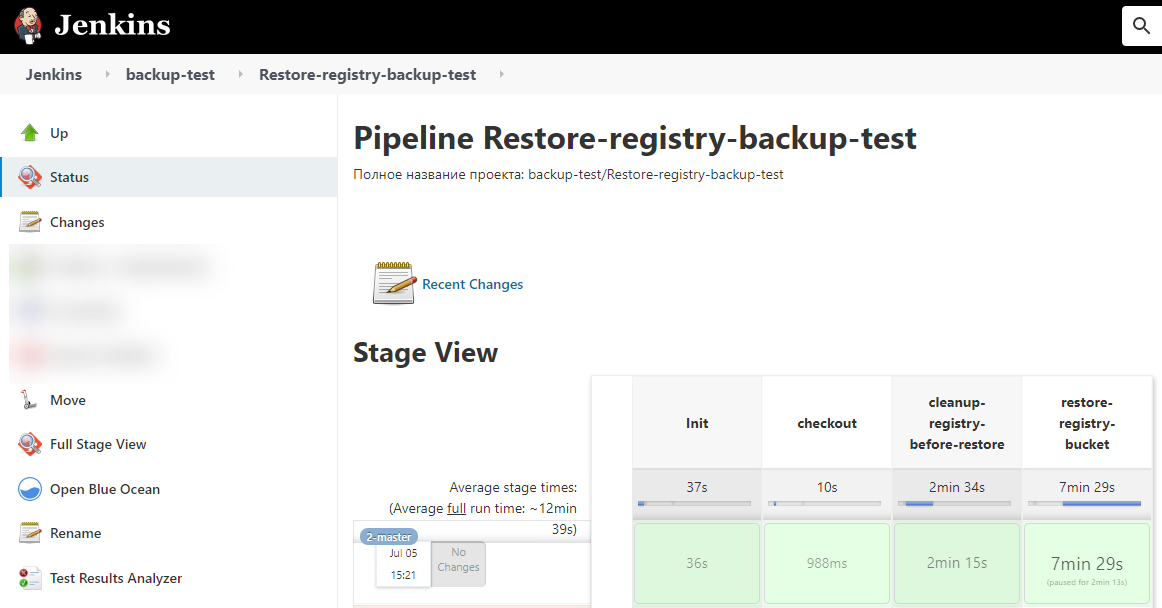 Jenkins
Jenkins backup-test Restore-registry-backup-test
Up
Status
Changes
Move
Full Stage View
Open Blue Ocean
Rename
Test Results Analyzer
Pipeline Restore-registry-backup-test
Полное название проекта: backup-test/Restore-registry-backup-test
Recent Changes
Stage View
Init
checkout
cleanup-
registry-
before-restore
restore-
registry-
bucket
Average stage times:
(Average full run time: ~12min
39s)
37s
10s
2min 34s
7min 29s
2-master
Jul 05
15:21
No
Changes
36s
988ms
2min 15s
7min 29s
(paused for 2min 13s)